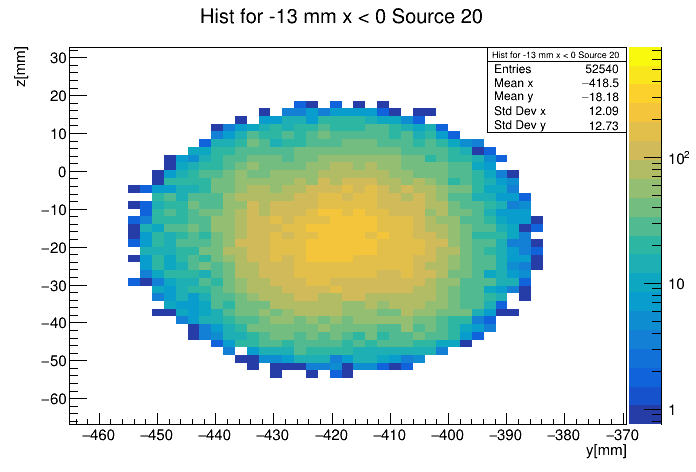 Hist for -13 mm x < 0 Source 20
z[mm]
30
20
10
0
−10
−20
−30
−40
−50
−60
Hist for -13 mm x < 0 Source 20
Entries 52540
Mean x −418.5
Mean y −18.18
Std Dev x 12.09
Std Dev y 12.73
10²
10
1
−460 −450 −440 −430 −420 −410 −400 −390 −380 −370
y[mm]